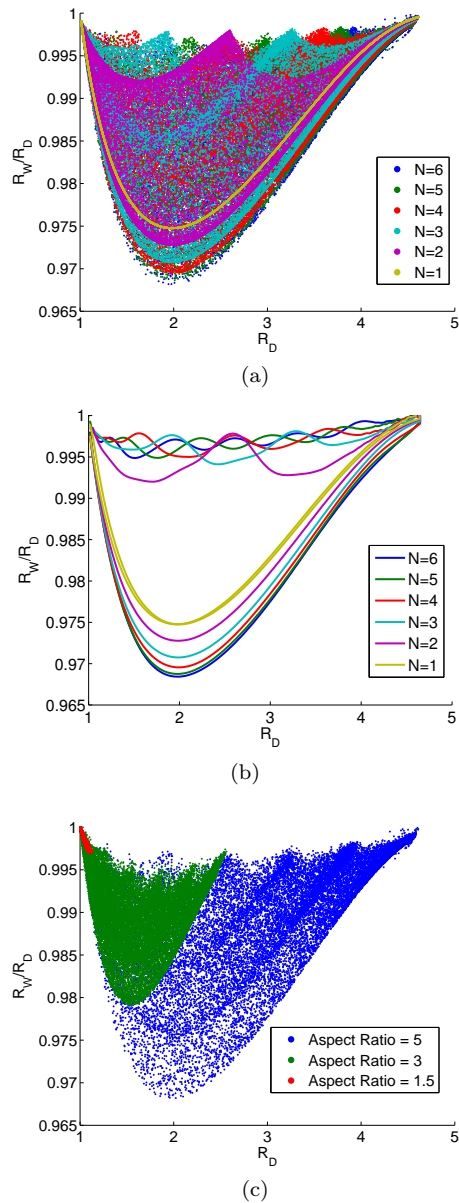 1
0.995
0.99
0.985
0.98
0.975
0.97
0.965
R_W/R_D
N=6
N=5
N=4
N=3
N=2
N=1
1 2 3 4 5
R_D
(a)
1
0.995
0.99
0.985
0.98
0.975
0.97
0.965
R_W/R_D
N=6
N=5
N=4
N=3
N=2
N=1
1 2 3 4 5
R_D
(b)
1
0.995
0.99
0.985
0.98
0.975
0.97
0.965
R_W/R_D
Aspect Ratio = 5
Aspect Ratio = 3
Aspect Ratio = 1.5
1 2 3 4 5
R_D
(c)